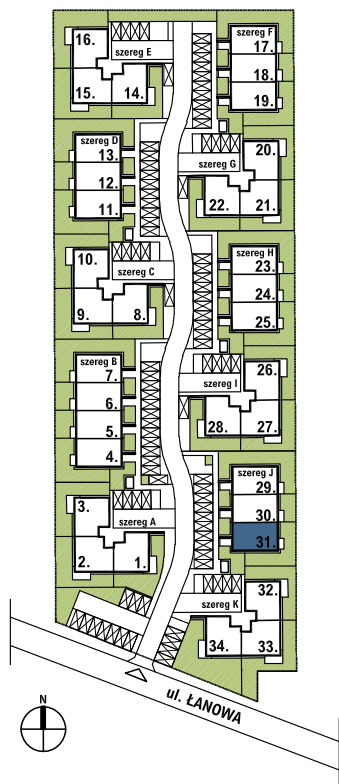 16.
szereg E
15.
14.
szereg F
17.
18.
19.
szereg D
13.
12.
11.
szereg G
20.
22.
21.
10.
szereg C
9.
8.
szereg H
23.
24.
25.
szereg B
7.
6.
5.
4.
26.
szereg I
28.
27.
szereg J
29.
30.
31.
3.
szereg A
2.
1.
32.
szereg K
34.
33.
ul. ŁANOWA
N